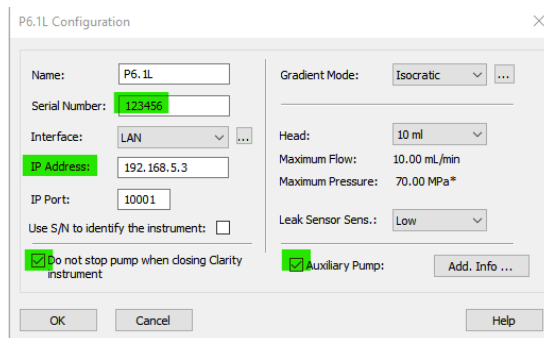 P6.1L Configuration
Name: P6.1L
Serial Number: 123456
Interface: LAN ...
IP Address: 192.168.5.3
IP Port: 10001
Use S/N to identify the instrument:
Do not stop pump when closing Clarity
instrument
Gradient Mode: Isocratic ...
Head: 10 ml
Maximum Flow: 10.00 mL/min
Maximum Pressure: 70.00 MPa*
Leak Sensor Sens.: Low
Auxiliary Pump: Add. Info ...
OK Cancel Help